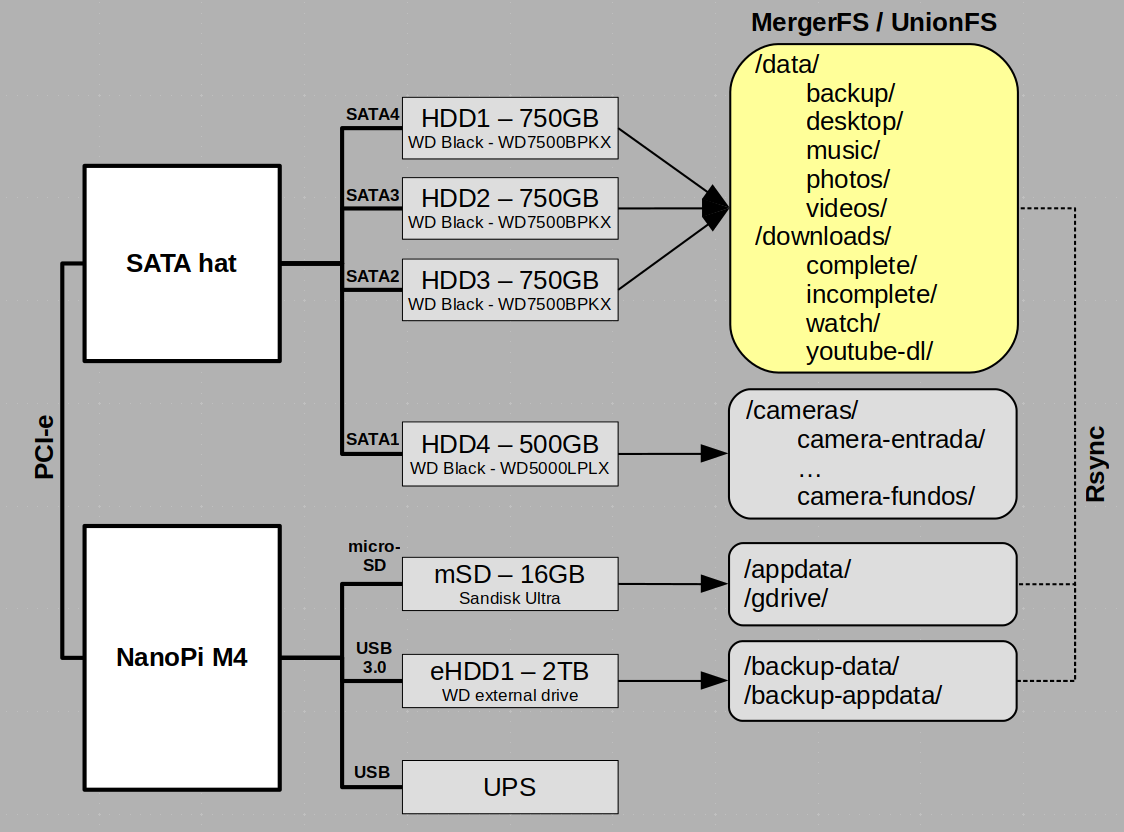 MergerFS / UnionFS
/data/
backup/
desktop/
music/
photos/
videos/
/downloads/
complete/
incomplete/
watch/
youtube-dl/
SATA hat
SATA4
HDD1 – 750GB
WD Black - WD7500BPKX
SATA3
HDD2 – 750GB
WD Black - WD7500BPKX
SATA2
HDD3 – 750GB
WD Black - WD7500BPKX
SATA1
HDD4 – 500GB
WD Black - WD5000LPLX
/cameras/
camera-entrada/
…
camera-fundos/
PCI-e
Rsync
NanoPi M4
micro-
SD
mSD – 16GB
Sandisk Ultra
/appdata/
/gdrive/
USB
3.0
eHDD1 – 2TB
WD external drive
/backup-data/
/backup-appdata/
USB
UPS